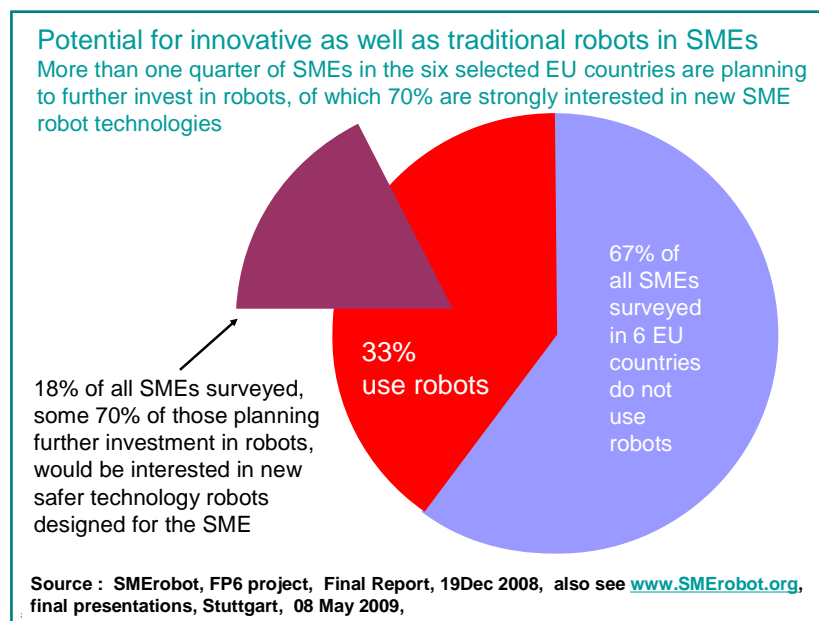 Potential for innovative as well as traditional robots in SMEs
More than one quarter of SMEs in the six selected EU countries are planning
to further invest in robots, of which 70% are strongly interested in new SME
robot technologies
67% of
all SMEs
surveyed
in 6 EU
countries
do not
use
robots
33%
use robots
18% of all SMEs surveyed,
some 70% of those planning
further investment in robots,
would be interested in new
safer technology robots
designed for the SME
Source : SMErobot, FP6 project, Final Report, 19Dec 2008, also see www.SMErobot.org,
final presentations, Stuttgart, 08 May 2009,